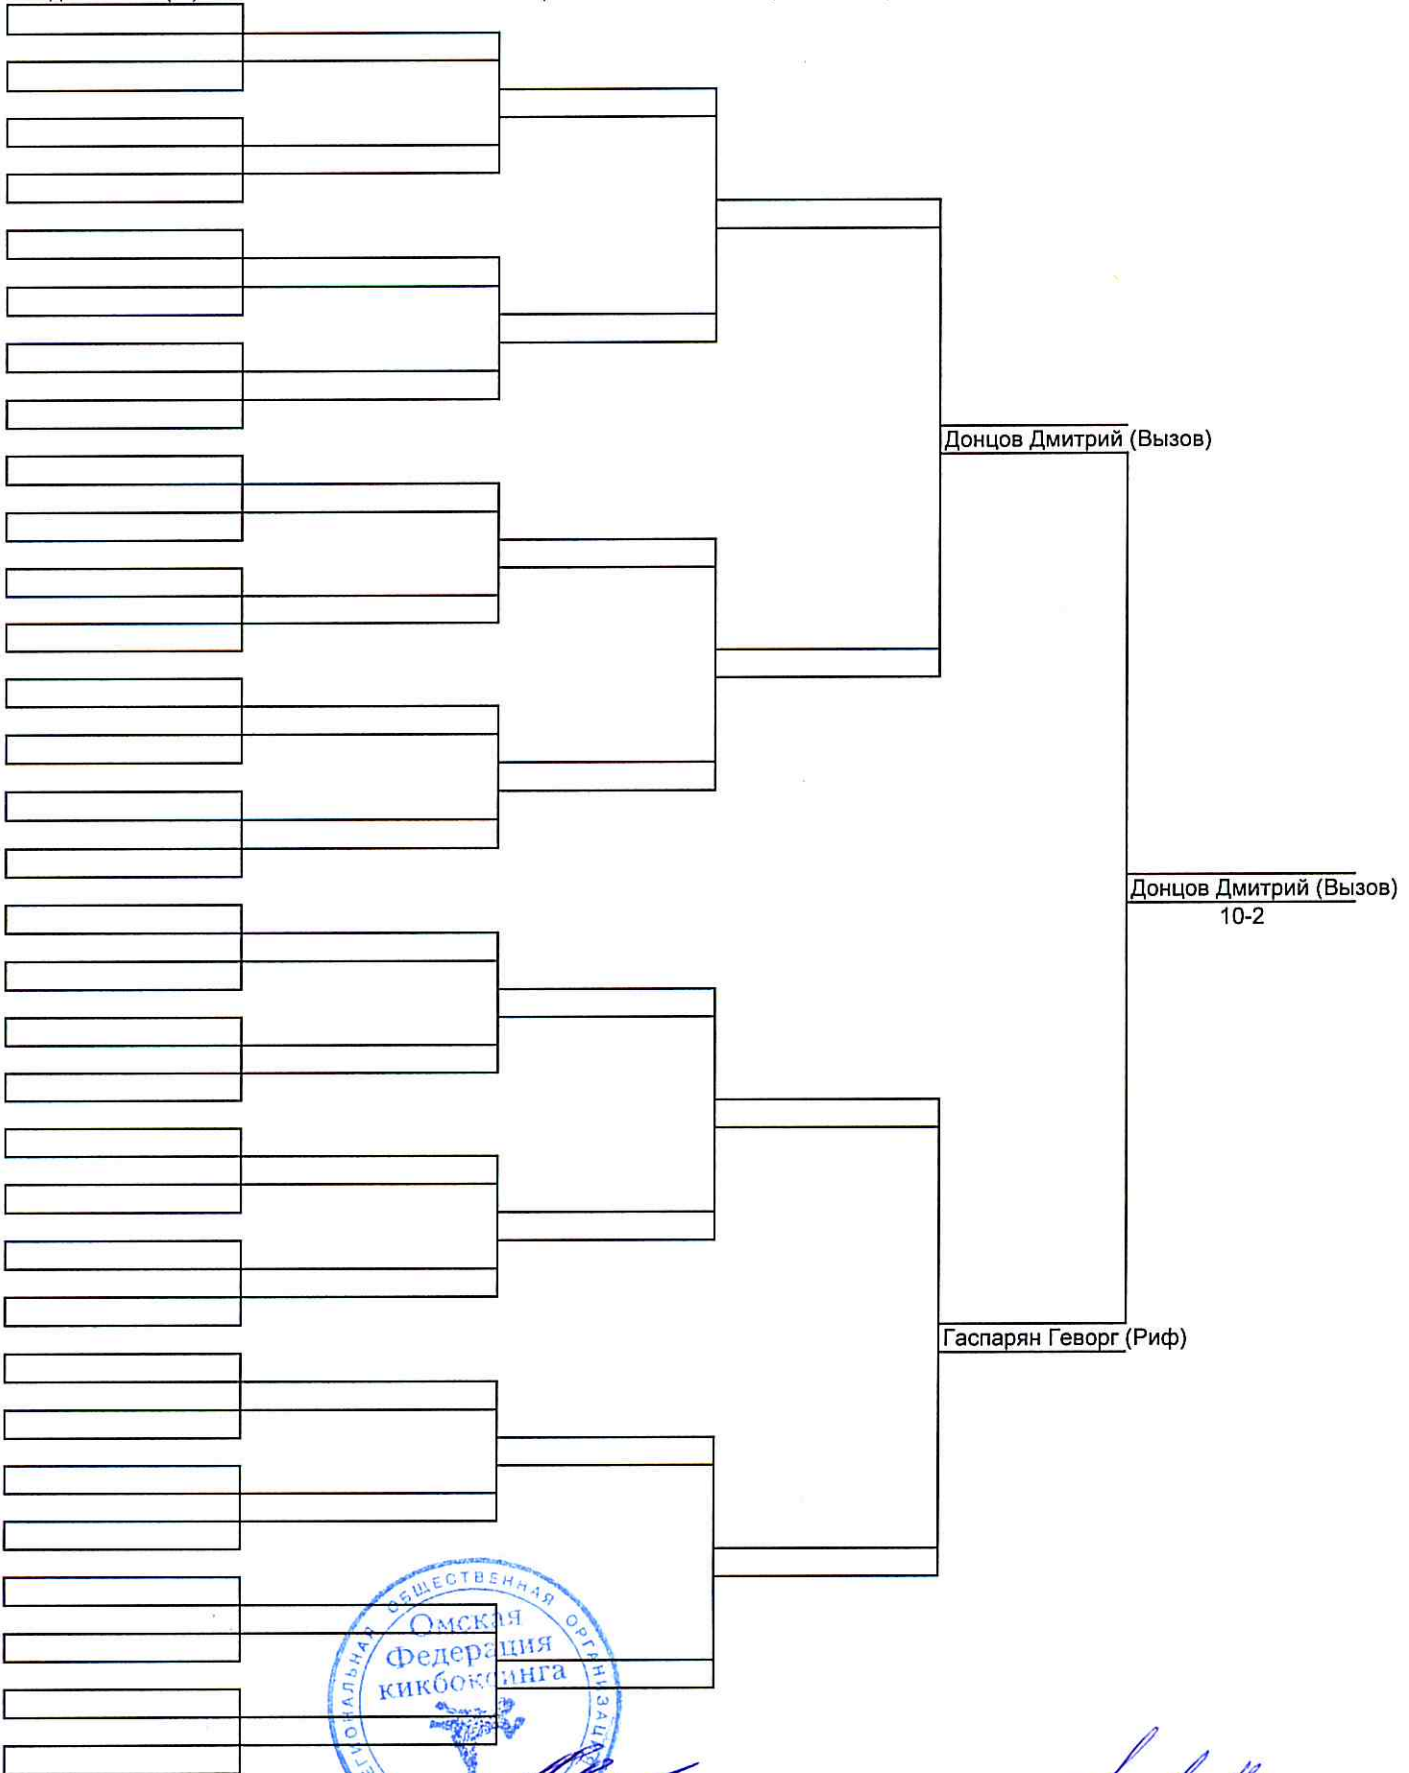 Донцов Дмитрий (Вызов)
Донцов Дмитрий (Вызов)
10-2
Гаспарян Геворг (Риф)
ОБЩЕСТВЕННАЯ
Омская
Федерация
кикбоксинга